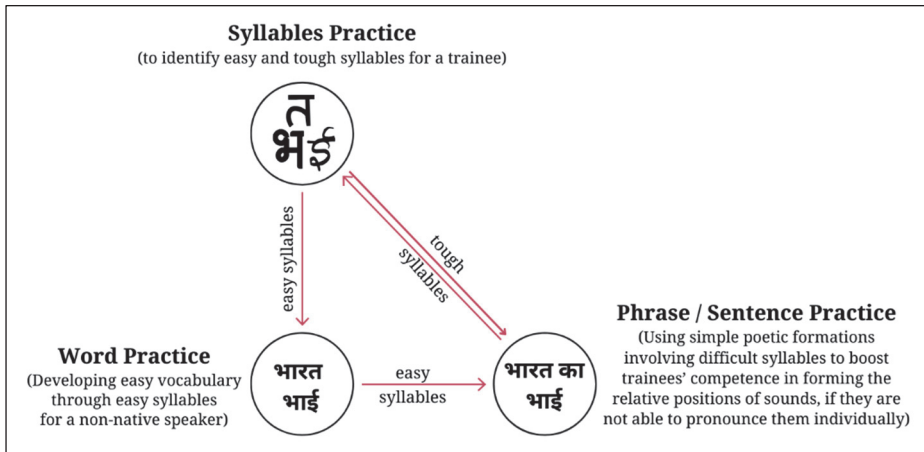 Syllables Practice
(to identify easy and tough syllables for a trainee)
त
भई
easy syllables
tough
syllables
Word Practice
(Developing easy vocabulary
through easy syllables
for a non-native speaker)
भारत
भाई
easy
syllables
भारत का
भाई
Phrase / Sentence Practice
(Using simple poetic formations
involving difficult syllables to boost
trainees’ competence in forming the
relative positions of sounds, if they are
not able to pronounce them individually)